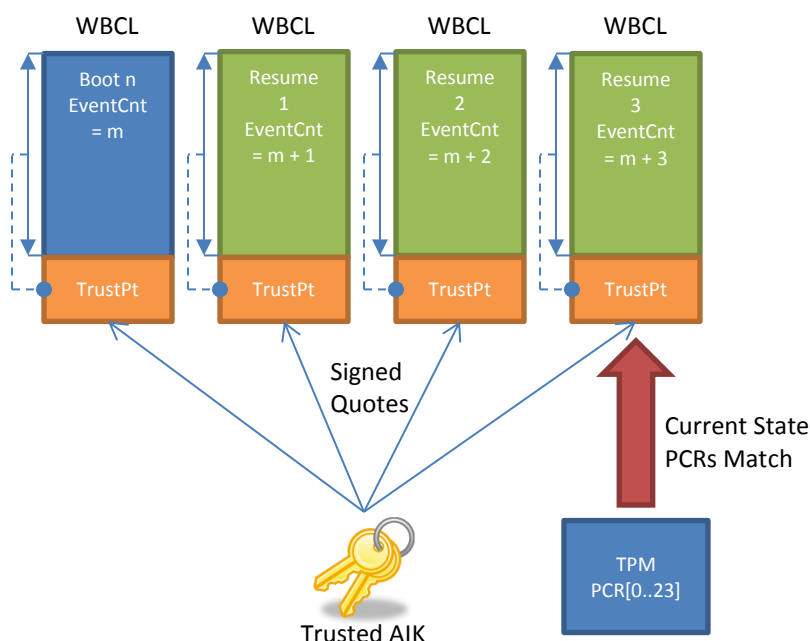 WBCL
WBCL
WBCL
WBCL
Boot n
EventCnt
= m
Resume
1
EventCnt
= m + 1
Resume
2
EventCnt
= m + 2
Resume
3
EventCnt
= m + 3
TrustPt
TrustPt
TrustPt
TrustPt
Signed
Quotes
Current State
PCRs Match
TPM
PCR[0..23]
Trusted AIK